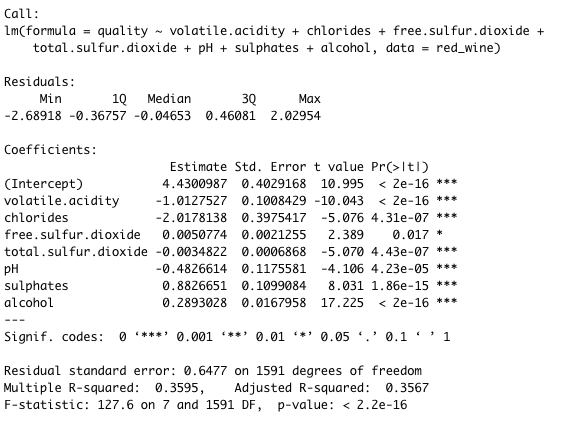 Call:
lm(formula = quality ~ volatile.acidity + chlorides + free.sulfur.dioxide +
    total.sulfur.dioxide + pH + sulphates + alcohol, data = red_wine)

Residuals:
     Min       1Q   Median       3Q      Max
-2.68918 -0.36757 -0.04653  0.46081  2.02954

Coefficients:
                       Estimate Std. Error t value Pr(>|t|)
(Intercept)           4.4300987  0.4029168  10.995  < 2e-16 ***
volatile.acidity     -1.0127527  0.1008429 -10.043  < 2e-16 ***
chlorides            -2.0178138  0.3975417  -5.076 4.31e-07 ***
free.sulfur.dioxide   0.0050774  0.0021255   2.389    0.017 *
total.sulfur.dioxide -0.0034822  0.0006868  -5.070 4.43e-07 ***
pH                   -0.4826614  0.1175581  -4.106 4.23e-05 ***
sulphates             0.8826651  0.1099084   8.031 1.86e-15 ***
alcohol               0.2893028  0.0167958  17.225  < 2e-16 ***
---
Signif. codes:  0 ‘***’ 0.001 ‘**’ 0.01 ‘*’ 0.05 ‘.’ 0.1 ‘ ’ 1

Residual standard error: 0.6477 on 1591 degrees of freedom
Multiple R-squared:  0.3595,    Adjusted R-squared:  0.3567
F-statistic: 127.6 on 7 and 1591 DF,  p-value: < 2.2e-16